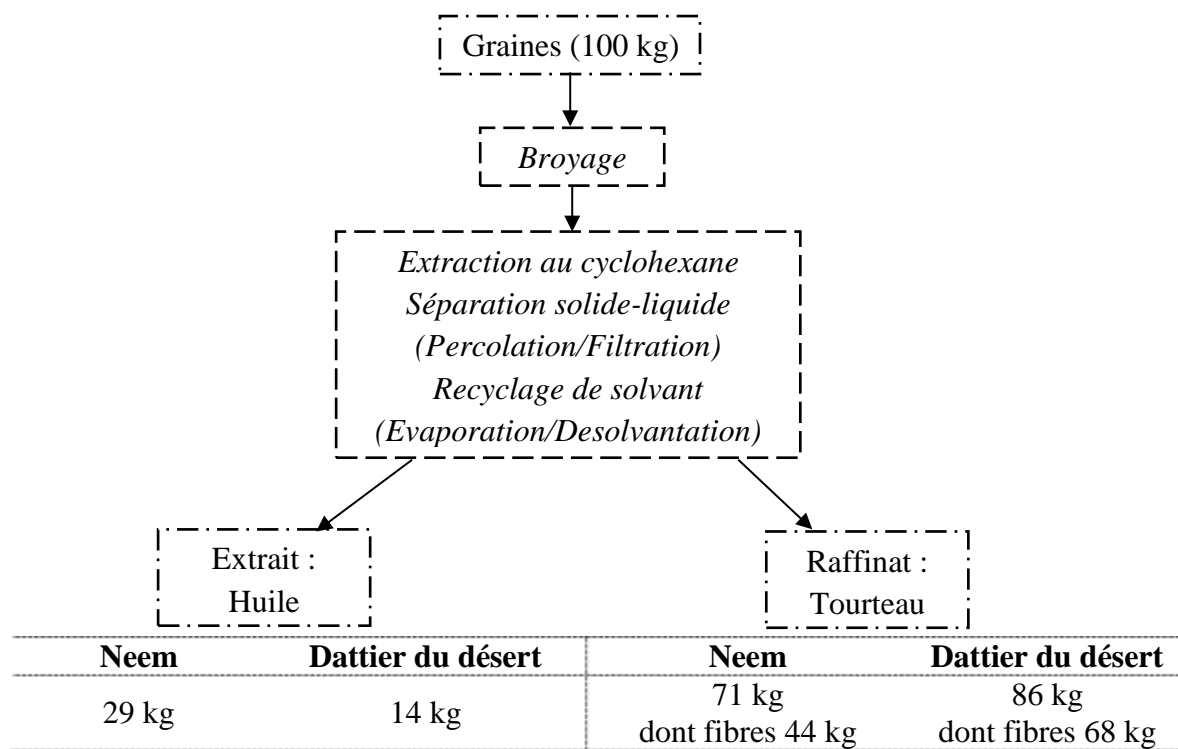 Graines (100 kg)
Broyage
Extraction au cyclohexane
Séparation solide-liquide
(Percolation/Filtration)
Recyclage de solvant
(Evaporation/Desolvantation)
Extrait :
Huile
Raffinat :
Tourteau
Neem Dattier du désert Neem Dattier du désert
29 kg 14 kg 71 kg 86 kg
dont fibres 44 kg dont fibres 68 kg